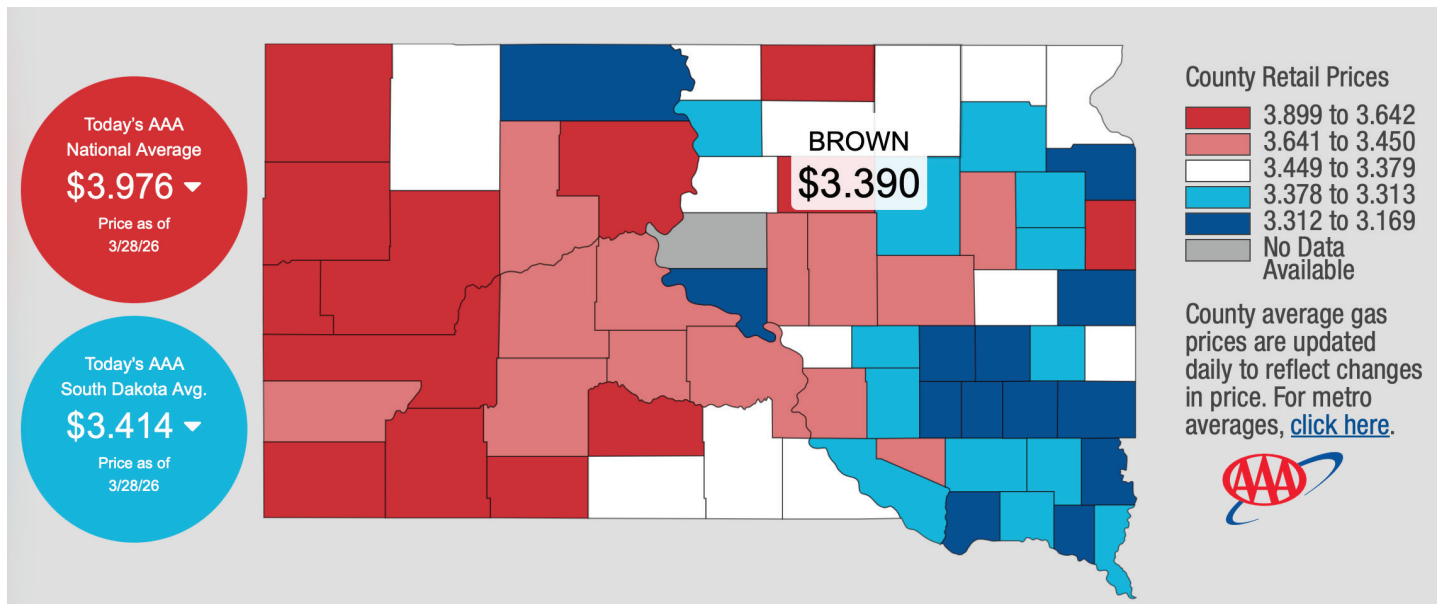 Today's AAA
National Average
$3.976
Price as of
3/28/26
Today's AAA
South Dakota Avg.
$3.414
Price as of
3/28/26
BROWN
$3.390
County Retail Prices
3.899 to 3.642
3.641 to 3.450
3.449 to 3.379
3.378 to 3.313
3.312 to 3.169
No Data
Available
County average gas
prices are updated
daily to reflect changes
in price. For metro
averages, click here.
AAA